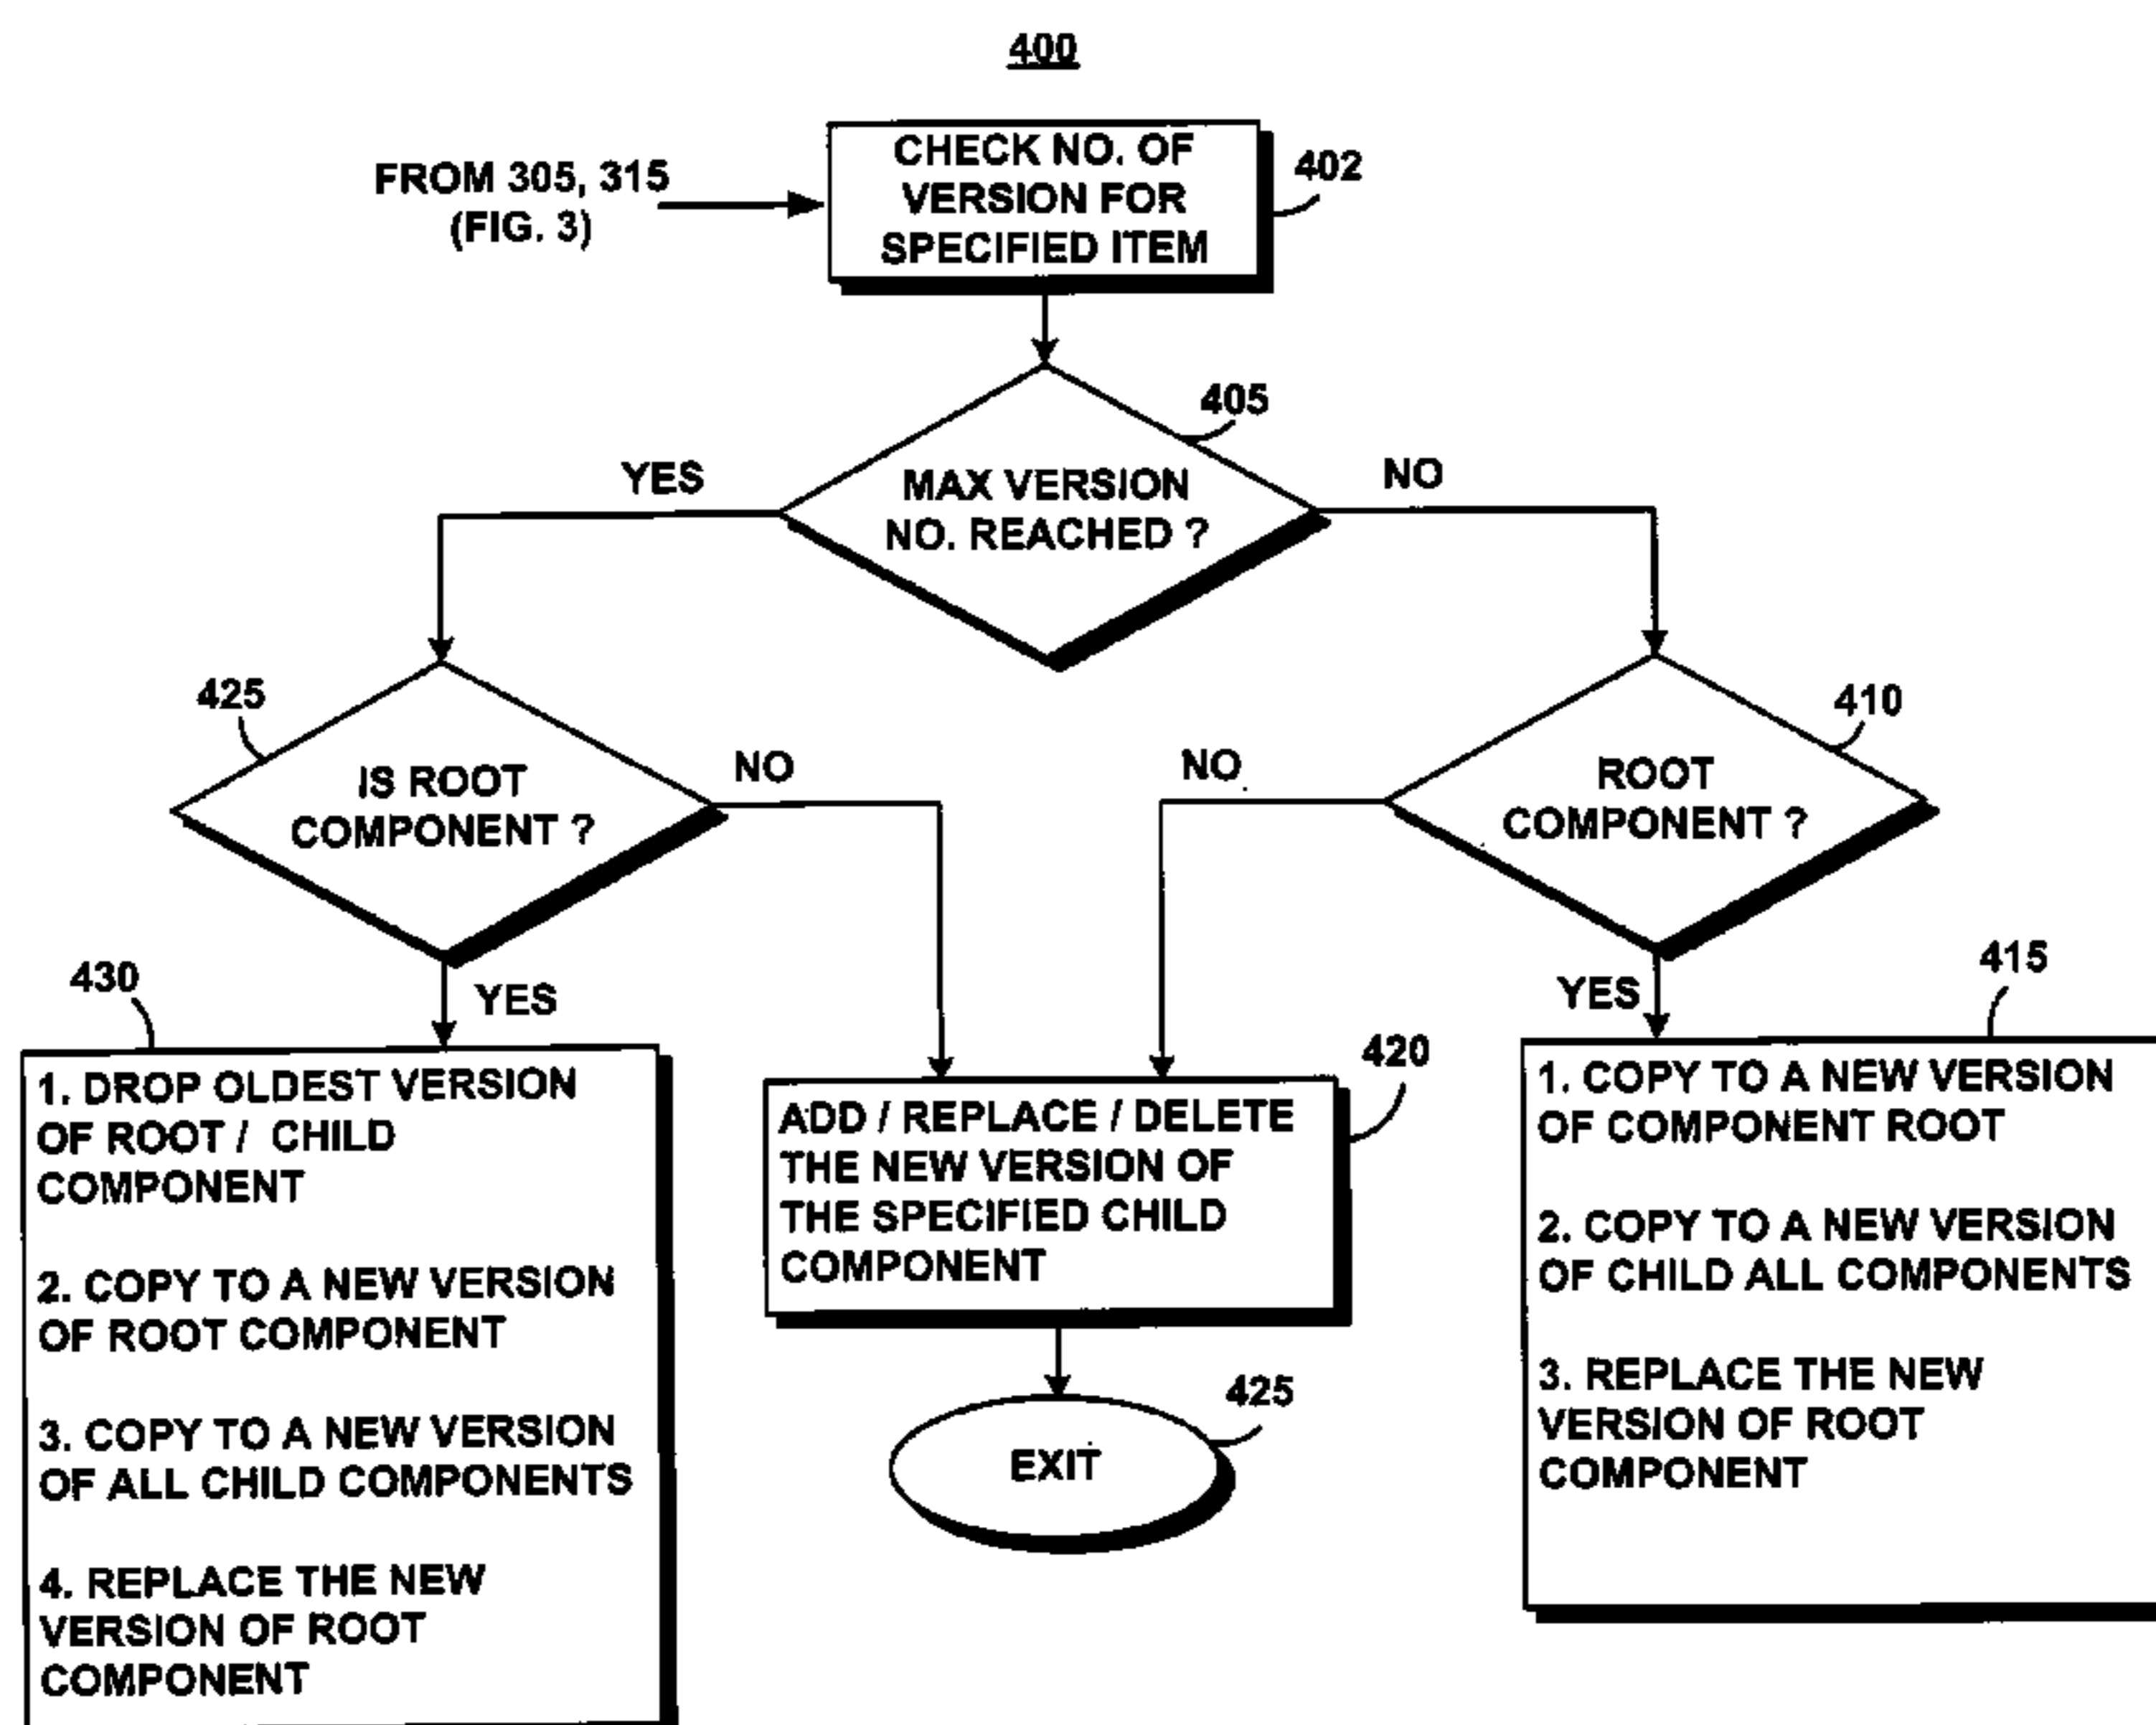 400
FROM 305, 315
(FIG. 3)
CHECK NO. OF
VERSION FOR
SPECIFIED ITEM
402
405
YES
MAX VERSION
NO. REACHED ?
NO
425
IS ROOT
COMPONENT ?
NO
NO
ROOT
COMPONENT ?
410
430
YES
YES
415
1. DROP OLDEST VERSION
OF ROOT / CHILD
COMPONENT
2. COPY TO A NEW VERSION
OF ROOT COMPONENT
3. COPY TO A NEW VERSION
OF ALL CHILD COMPONENTS
4. REPLACE THE NEW
VERSION OF ROOT
COMPONENT
420
ADD / REPLACE / DELETE
THE NEW VERSION OF
THE SPECIFIED CHILD
COMPONENT
425
EXIT
1. COPY TO A NEW VERSION
OF COMPONENT ROOT
2. COPY TO A NEW VERSION
OF CHILD ALL COMPONENTS
3. REPLACE THE NEW
VERSION OF ROOT
COMPONENT